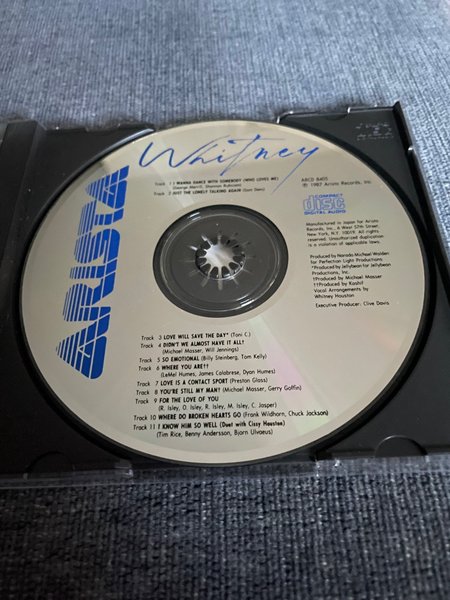 Whitney
Track 1 I WANNA DANCE WITH SOMEBODY (WHO LOVES ME)
(George Merrill, Shannon Rubicam)
Track 2 JUST THE LONELY TALKING AGAIN (Sam Dees)
ARCD 8405
℗ 1987 Arista Records, Inc.
COMPACT
disc
DIGITAL AUDIO
Manufactured in Japan for Arista
Records, Inc., 6 West 57th Street,
New York, N.Y. 10019. All Rights
Reserved. Unauthorized duplication
is a violation of applicable laws.
Produced by Narada Michael Walden
for Perfection Light Productions
*Produced by Jellybean for Jellybean
Productions, Inc.
†Produced by Michael Masser
††Produced by Kashif
Vocal Arrangements by
Whitney Houston
Executive Producer: Clive Davis
ARISTA
Track 3 LOVE WILL SAVE THE DAY* (Toni C.)
Track 4 DIDN'T WE ALMOST HAVE IT ALL†
(Michael Masser, Will Jennings)
Track 5 SO EMOTIONAL (Billy Steinberg, Tom Kelly)
Track 6 WHERE YOU ARE††
(LeMel Humes, James Calabrese, Dyan Humes)
Track 7 LOVE IS A CONTACT SPORT (Preston Glass)
Track 8 YOU'RE STILL MY MAN† (Michael Masser, Gerry Goffin)
Track 9 FOR THE LOVE OF YOU
(R. Isley, O. Isley, R. Isley, M. Isley, C. Jasper)
Track 10 WHERE DO BROKEN HEARTS GO (Frank Wildhorn, Chuck Jackson)
Track 11 I KNOW HIM SO WELL (Duet with Cissy Houston)
(Tim Rice, Benny Andersson, Bjorn Ulvaeus)